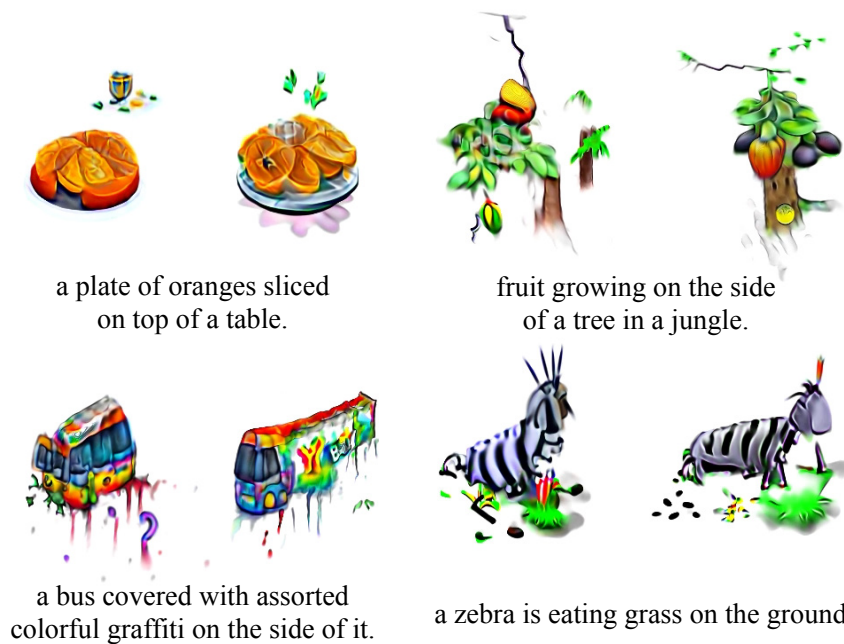 a plate of oranges sliced
on top of a table.
fruit growing on the side
of a tree in a jungle.
a bus covered with assorted
colorful graffiti on the side of it.
a zebra is eating grass on the ground